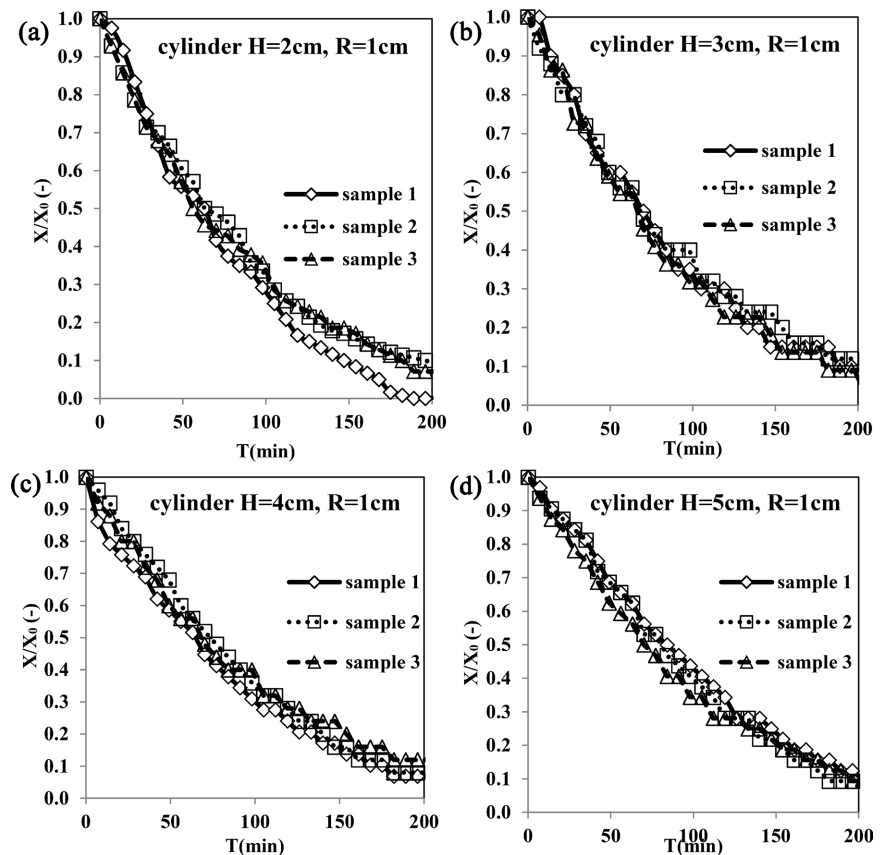 (a)
cylinder H=2cm, R=1cm
1.0
0.9
0.8
0.7
0.6
0.5
0.4
0.3
0.2
0.1
0.0
X/X₀ (-)
sample 1
sample 2
sample 3
0 50 100 150 200
T(min)
(b)
cylinder H=3cm, R=1cm
1.0
0.9
0.8
0.7
0.6
0.5
0.4
0.3
0.2
0.1
0.0
X/X₀ (-)
sample 1
sample 2
sample 3
0 50 100 150 200
T(min)
(c)
cylinder H=4cm, R=1cm
1.0
0.9
0.8
0.7
0.6
0.5
0.4
0.3
0.2
0.1
0.0
X/X₀ (-)
sample 1
sample 2
sample 3
0 50 100 150 200
T(min)
(d)
cylinder H=5cm, R=1cm
1.0
0.9
0.8
0.7
0.6
0.5
0.4
0.3
0.2
0.1
0.0
X/X₀ (-)
sample 1
sample 2
sample 3
0 50 100 150 200
T(min)